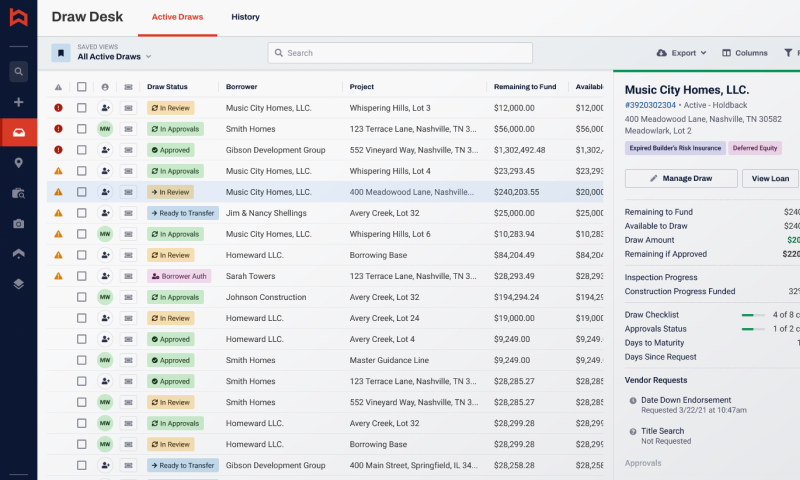 Draw Desk
Active Draws
History
SAVED VIEWS
All Active Draws
Search
Export
Columns
Draw Status Borrower Project Remaining to Fund Availabl
In Review Music City Homes, LLC. Whispering Hills, Lot 3 $12,000.00 $12,000
MW In Approvals Smith Homes 123 Terrace Lane, Nashville, TN 3... $56,000.00 $56,000
Approved Gibson Development Group 552 Vineyard Way, Nashville, TN 3... $1,302,492.48 $1,302,
In Approvals Music City Homes, LLC. Whispering Hills, Lot 4 $23,293.45 $23,293
In Review Music City Homes, LLC. 400 Meadowood Lane, Nashville... $240,203.55 $20,000
Ready to Transfer Jim & Nancy Shellings Avery Creek, Lot 32 $25,000.00 $25,000
In Approvals Music City Homes, LLC. Whispering Hills, Lot 6 $10,283.94 $10,283
In Review Homeward LLC. Borrowing Base $84,204.49 $84,204
Borrower Auth Sarah Towers 123 Terrace Lane, Nashville, TN 3... $28,293.49 $28,293
MW In Approvals Johnson Construction Avery Creek, Lot 32 $194,294.24 $194,29
In Review Homeward LLC. Avery Creek, Lot 24 $19,000.00 $19,000
Approved Homeward LLC. Avery Creek, Lot 4 $9,249.00 $9,249.
MW Approved Smith Homes Master Guidance Line $9,249.00 $9,249.
Approved Smith Homes 123 Terrace Lane, Nashville, TN 3... $28,285.27 $28,285
MW In Review Smith Homes 552 Vineyard Way, Nashville, TN 3... $28,285.27 $28,285
MW In Approvals Homeward LLC. Avery Creek, Lot 32 $28,299.28 $28,299
MW In Review Homeward LLC. Borrowing Base $28,299.28 $28,299
Ready to Transfer Gibson Development Group 400 Main Street, Springfield, IL 34... $28,258.28 $28,258
Music City Homes, LLC.
#3920302304 • Active - Holdback
400 Meadowood Lane, Nashville, TN 30582
Meadowlark, Lot 2
Expired Builder's Risk Insurance Deferred Equity
Manage Draw View Loan
Remaining to Fund $240
Available to Draw $240
Draw Amount $20
Remaining if Approved $220
Inspection Progress
Construction Progress Funded 32%
Draw Checklist 4 of 8 c
Approvals Status 1 of 2 c
Days to Maturity 1
Days Since Request
Vendor Requests
Date Down Endorsement
Requested 3/22/21 at 10:47am
Title Search
Not Requested
Approvals